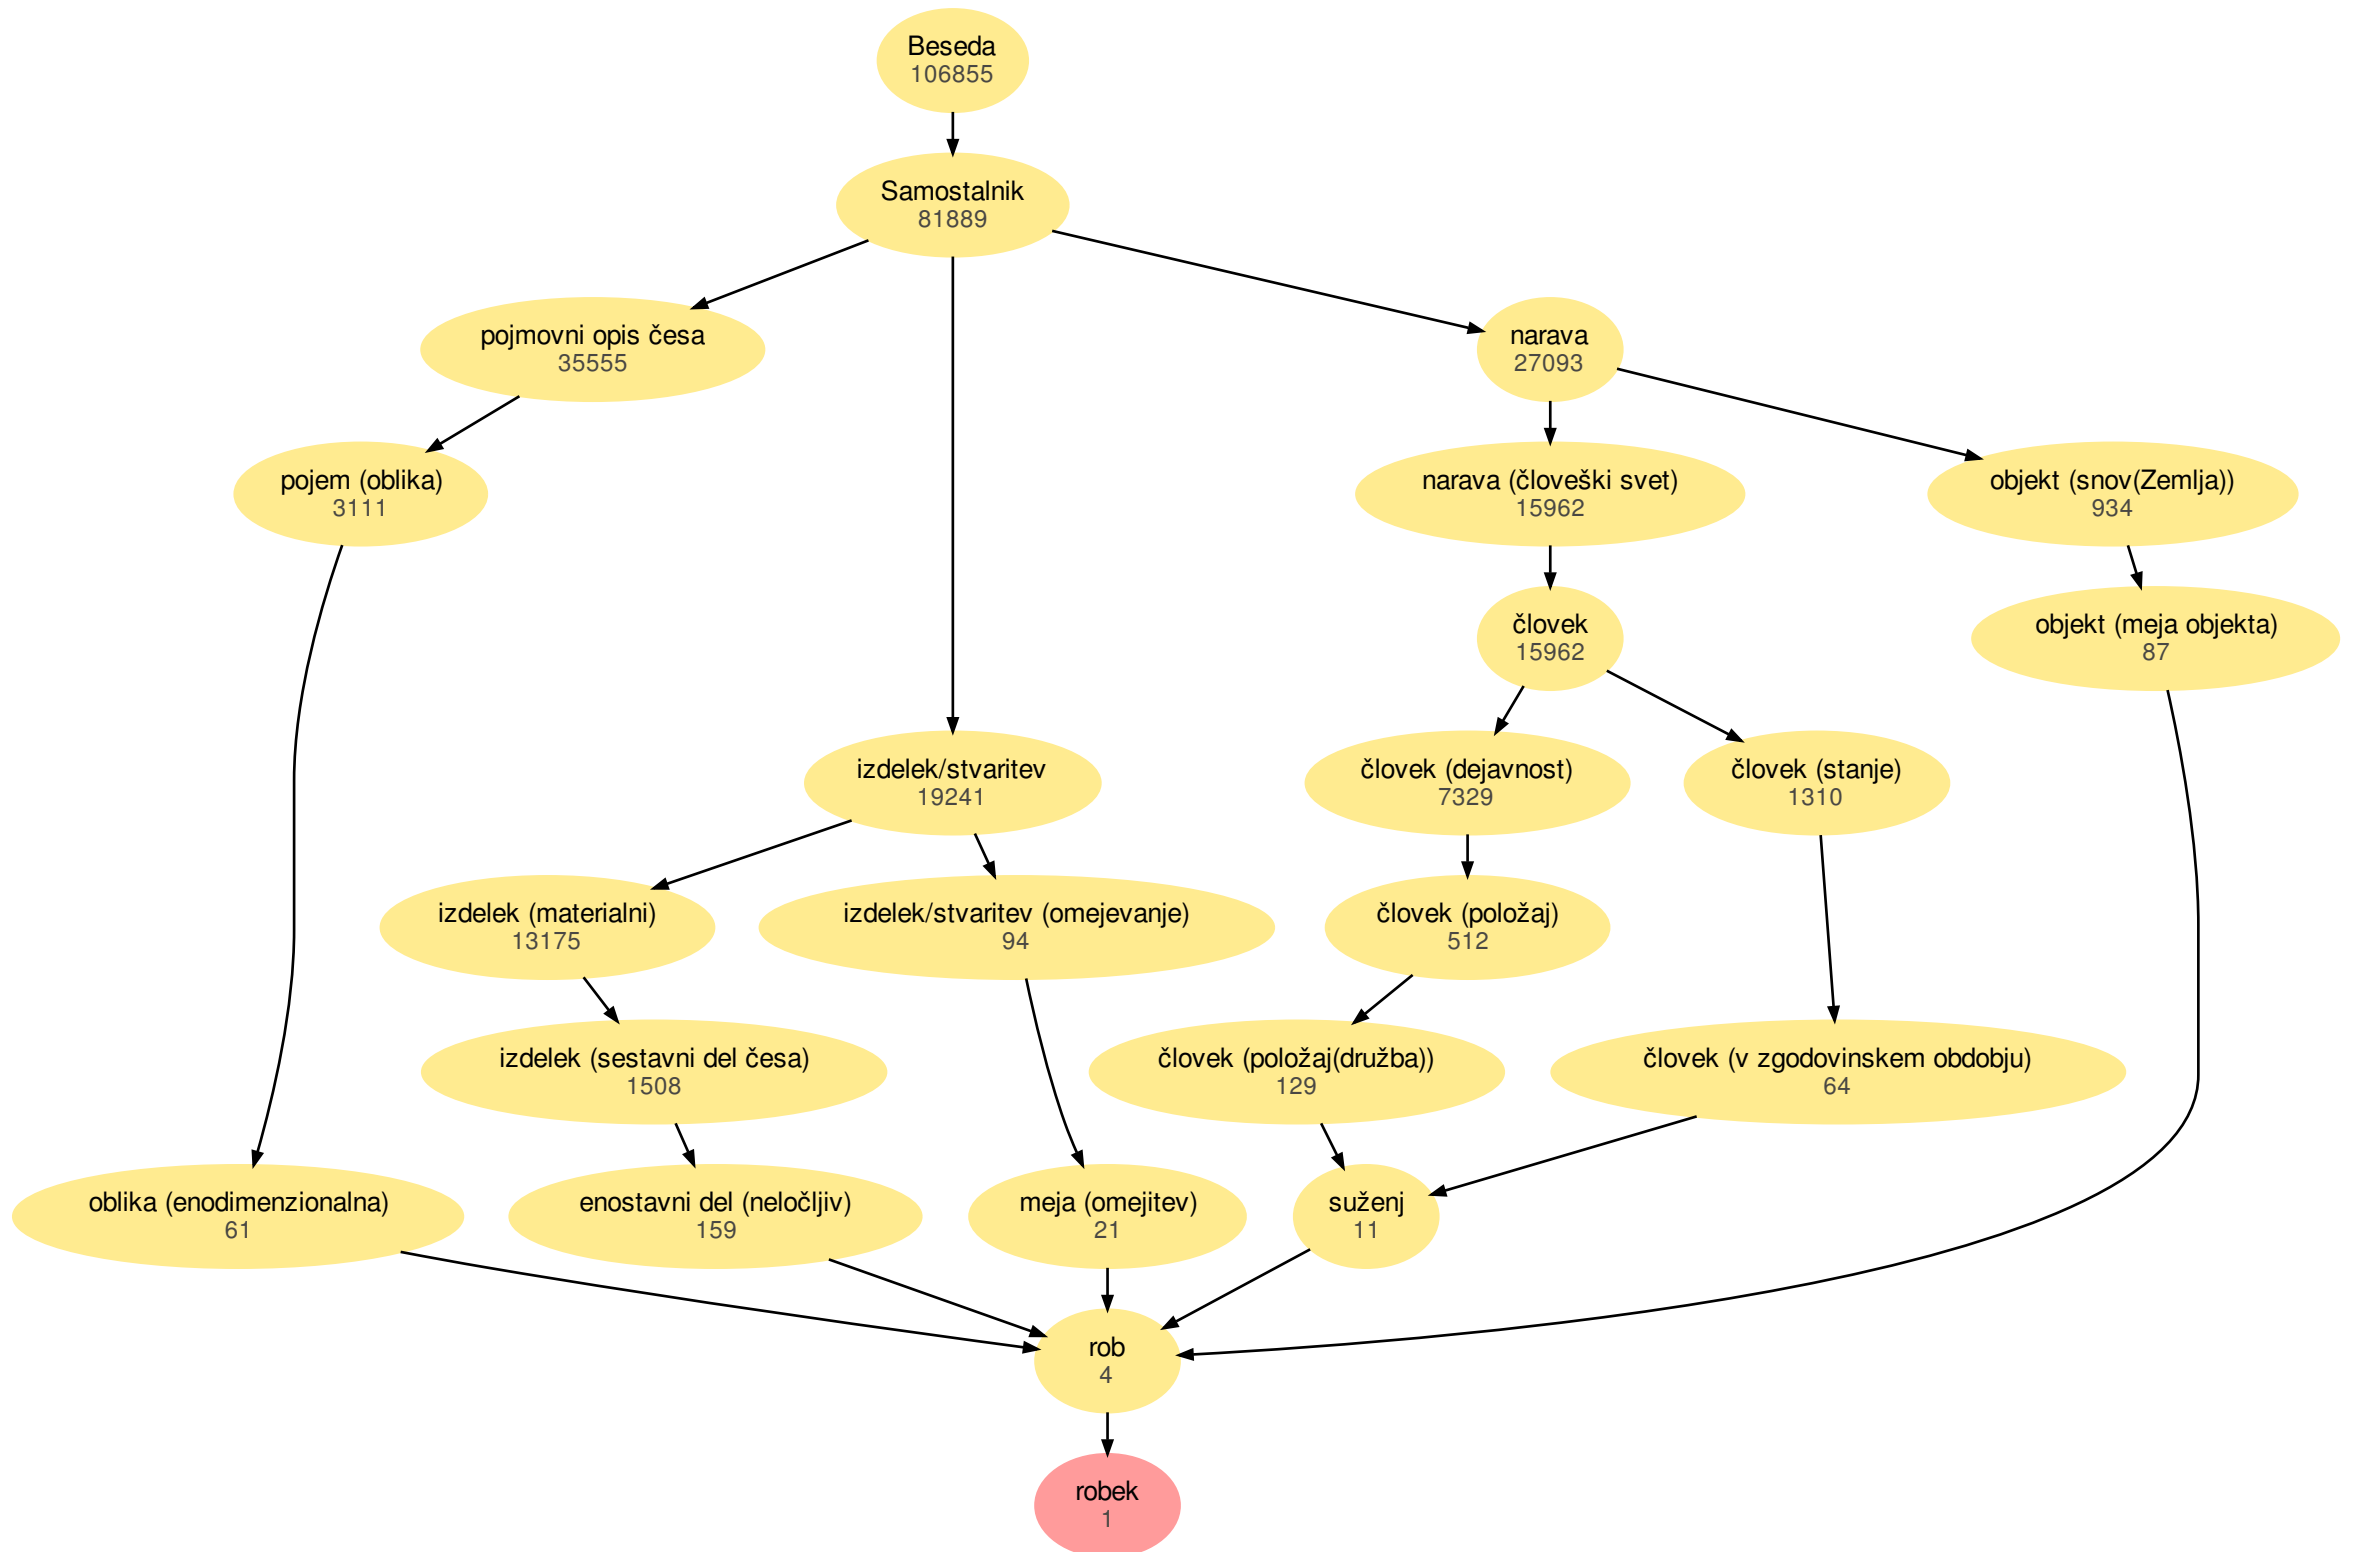 Beseda
106855
Samostalnik
81889
pojmovni opis česa
35555
narava
27093
pojem (oblika)
3111
narava (človeški svet)
15962
objekt (snov(Zemlja))
934
človek
15962
objekt (meja objekta)
87
izdelek/stvaritev
19241
človek (dejavnost)
7329
človek (stanje)
1310
izdelek (materialni)
13175
izdelek/stvaritev (omejevanje)
94
človek (položaj)
512
izdelek (sestavni del česa)
1508
človek (položaj(družba))
129
človek (v zgodovinskem obdobju)
64
oblika (enodimenzionalna)
61
enostavni del (neločljiv)
159
meja (omejitev)
21
suženj
11
rob
4
robek
1